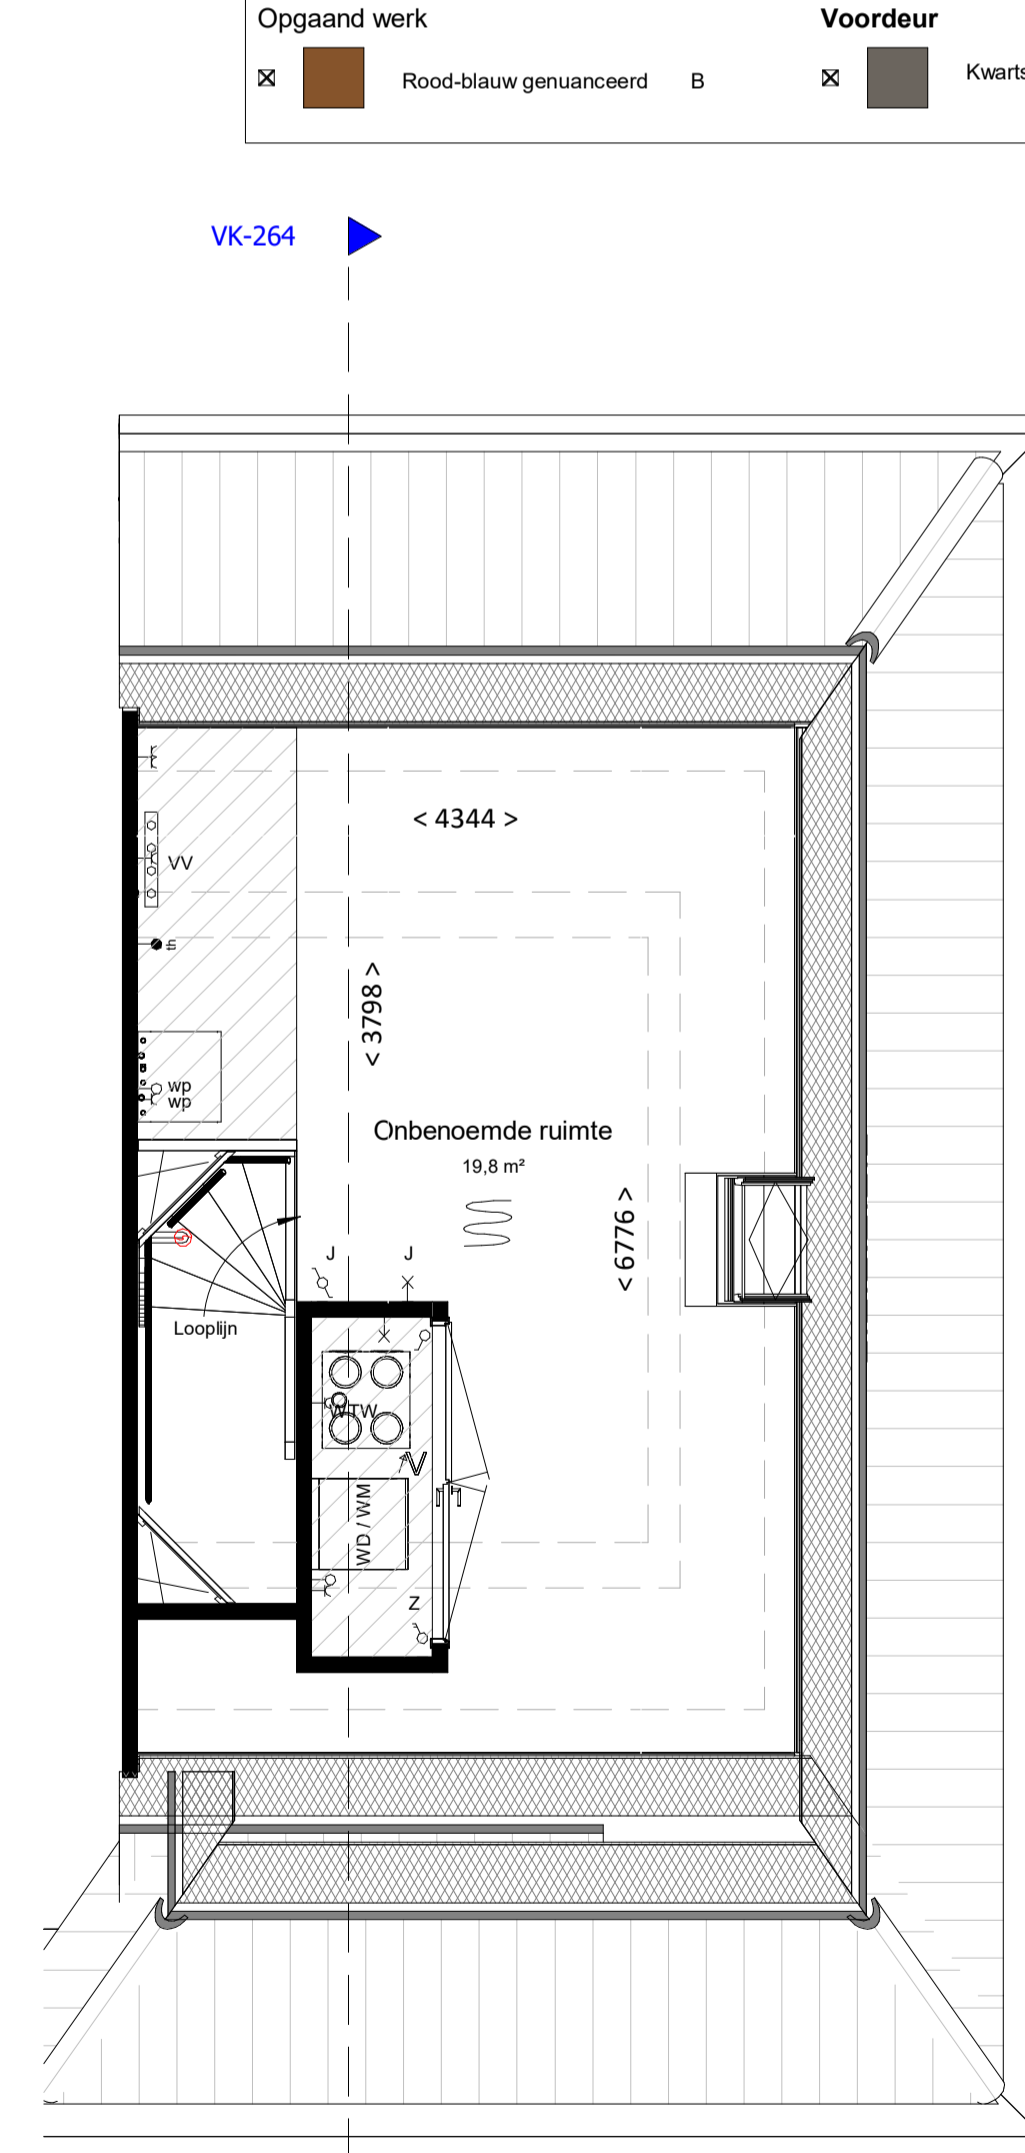 Opgaand werk
Voordeur
Rood-blauw genuanceerd B
VK-264
< 4344 >
VV
th
< 3798 >
wp
wp
Onbenoemde ruimte
19,8 m²
< 6776 >
J J
Looplijn
WTW
V
WD / WM
Z